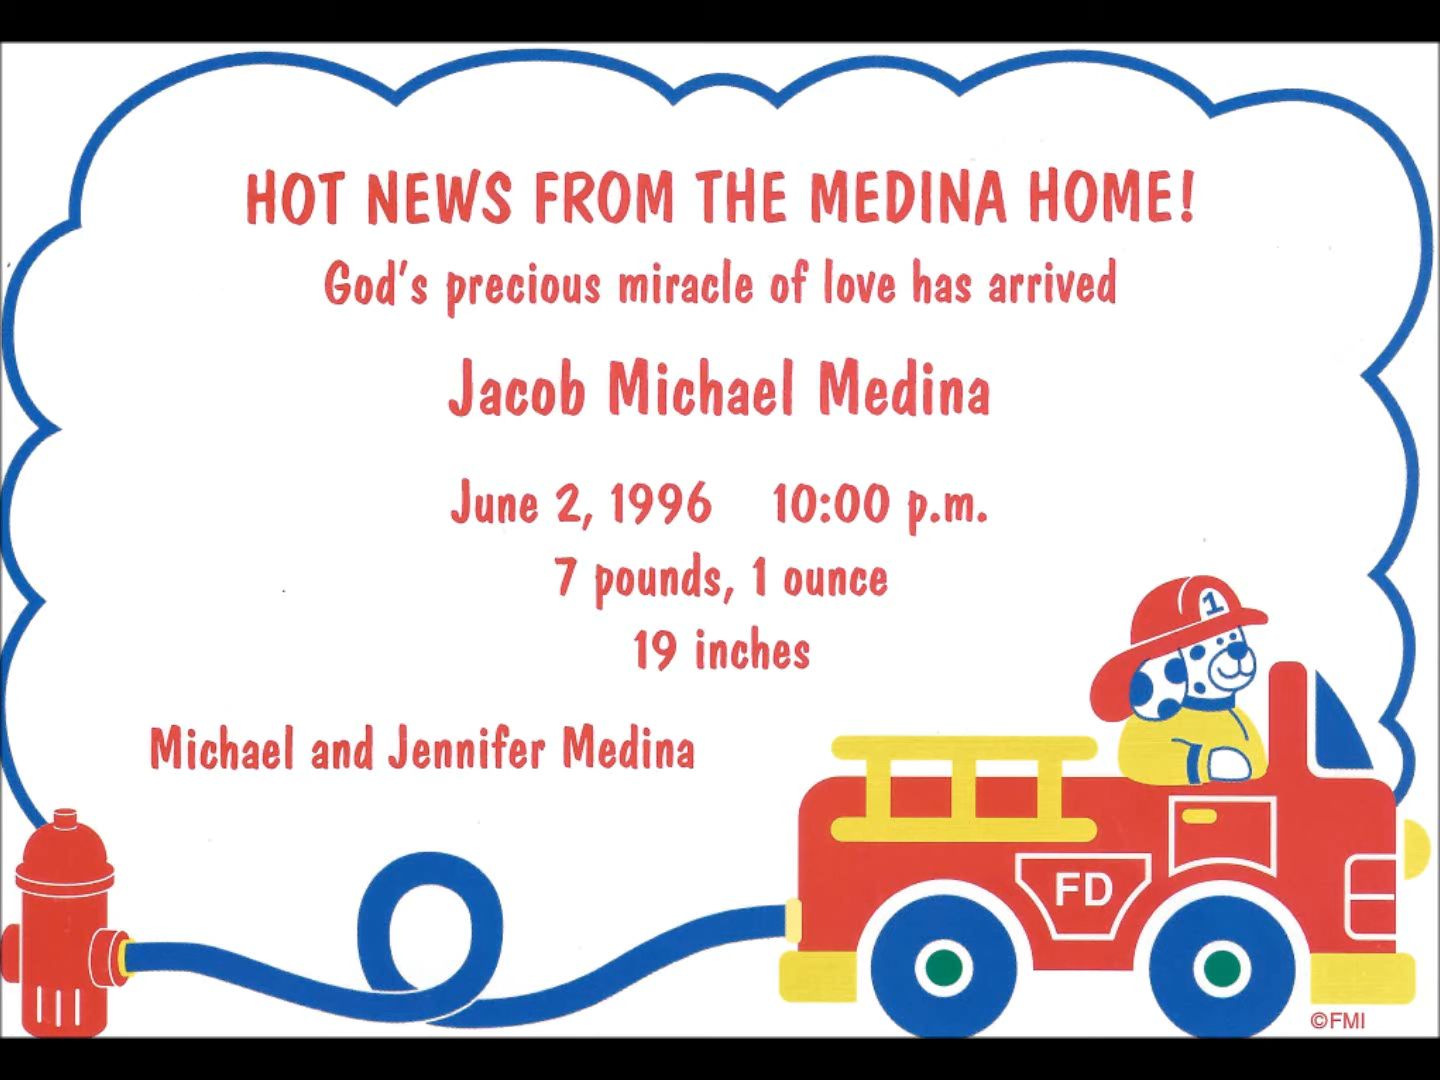 HOT NEWS FROM THE MEDINA HOME!
God's precious miracle of love has arrived
Jacob Michael Medina
June 2, 1996 10:00 p.m.
7 pounds, 1 ounce
19 inches
Michael and Jennifer Medina
1
FD
©FMI